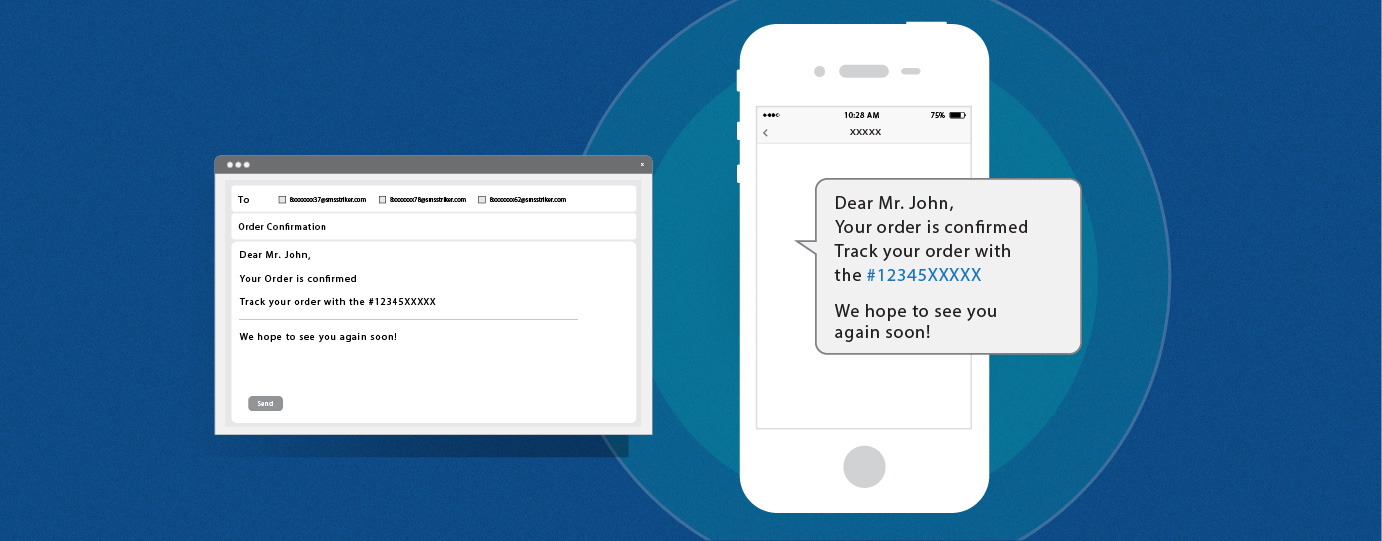 To 8xxxxxxx37@smsstriker.com 8xxxxxxx78@smsstriker.com 8xxxxxxx62@smsstriker.com
Order Confirmation
Dear Mr. John,
Your Order is confirmed
Track your order with the #12345XXXXX
We hope to see you again soon!
Send
10:28 AM 75%
XXXXX
Dear Mr. John,
Your order is confirmed
Track your order with
the #12345XXXXX
We hope to see you
again soon!